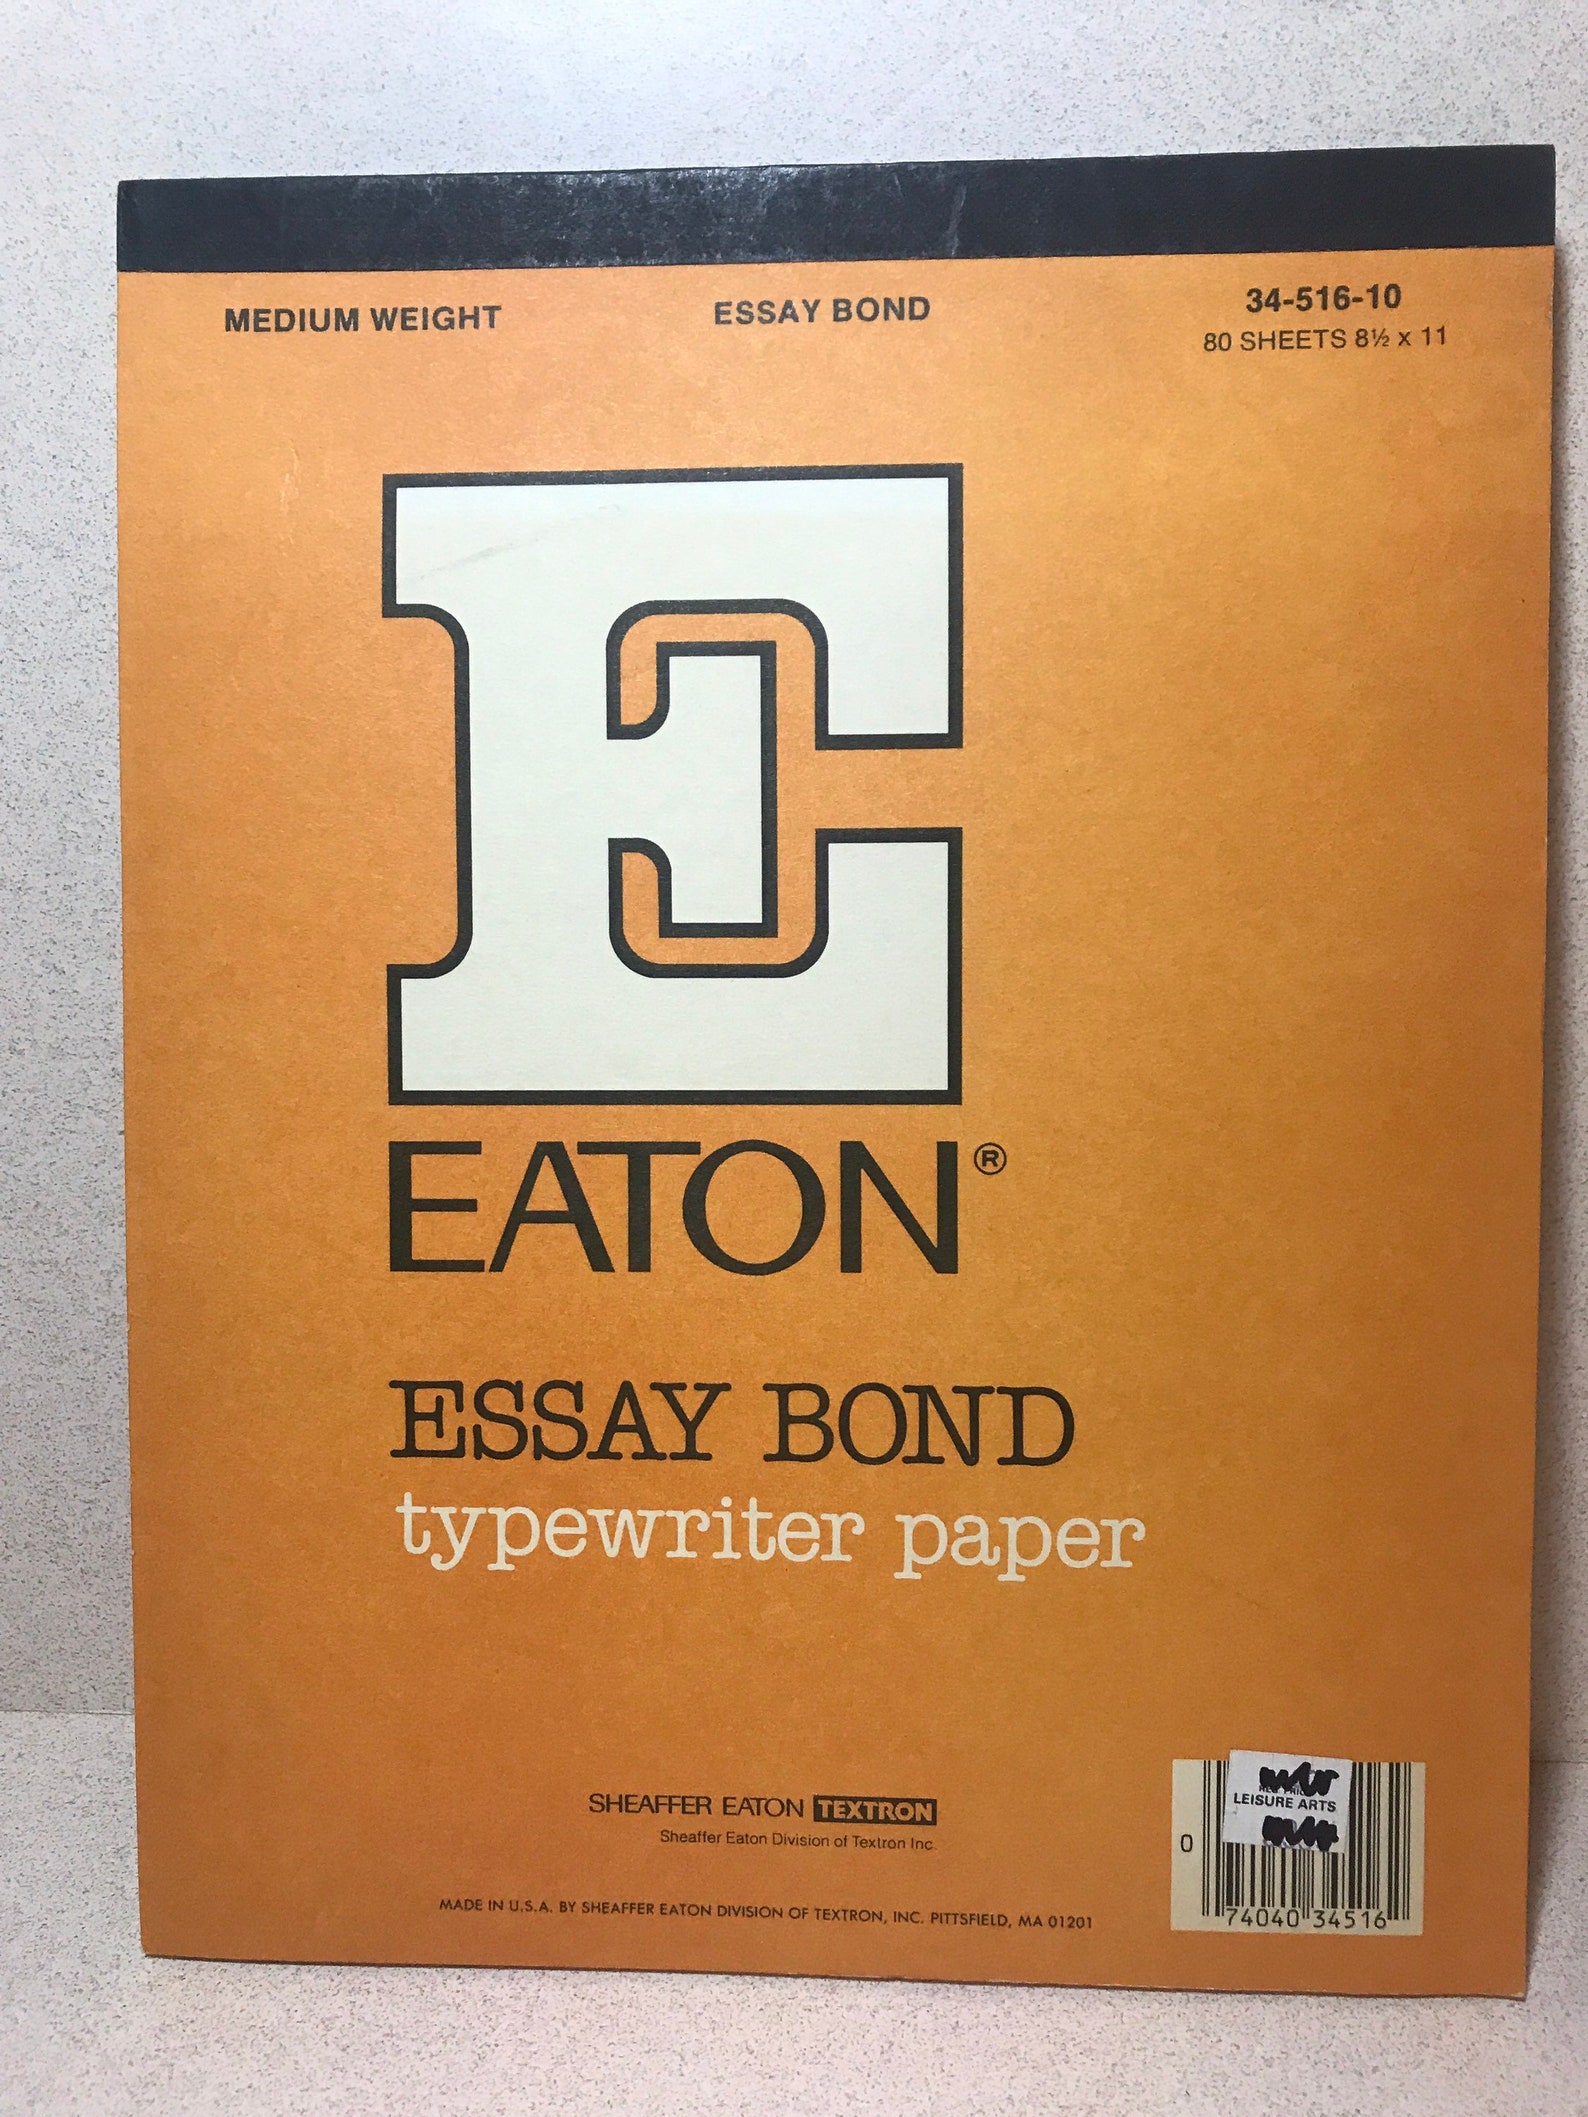 MEDIUM WEIGHT
ESSAY BOND
34-516-10
80 SHEETS 8½ x 11
E
EATON®
ESSAY BOND
typewriter paper
SHEAFFER EATON TEXTRON
Sheaffer Eaton Division of Textron Inc.
MADE IN U.S.A. BY SHEAFFER EATON DIVISION OF TEXTRON, INC. PITTSFIELD, MA 01201
LEISURE ARTS
0 74040 34516